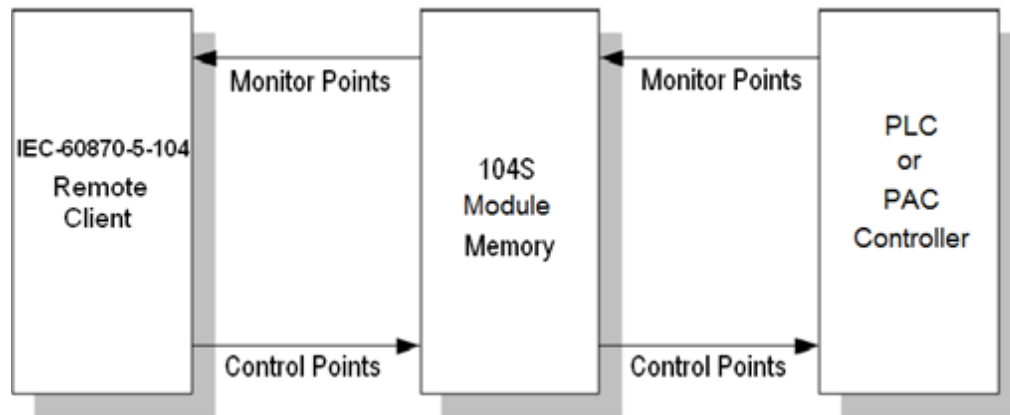 IEC-60870-5-104
Remote
Client
Monitor Points
Control Points
104S
Module
Memory
Monitor Points
Control Points
PLC
or
PAC
Controller